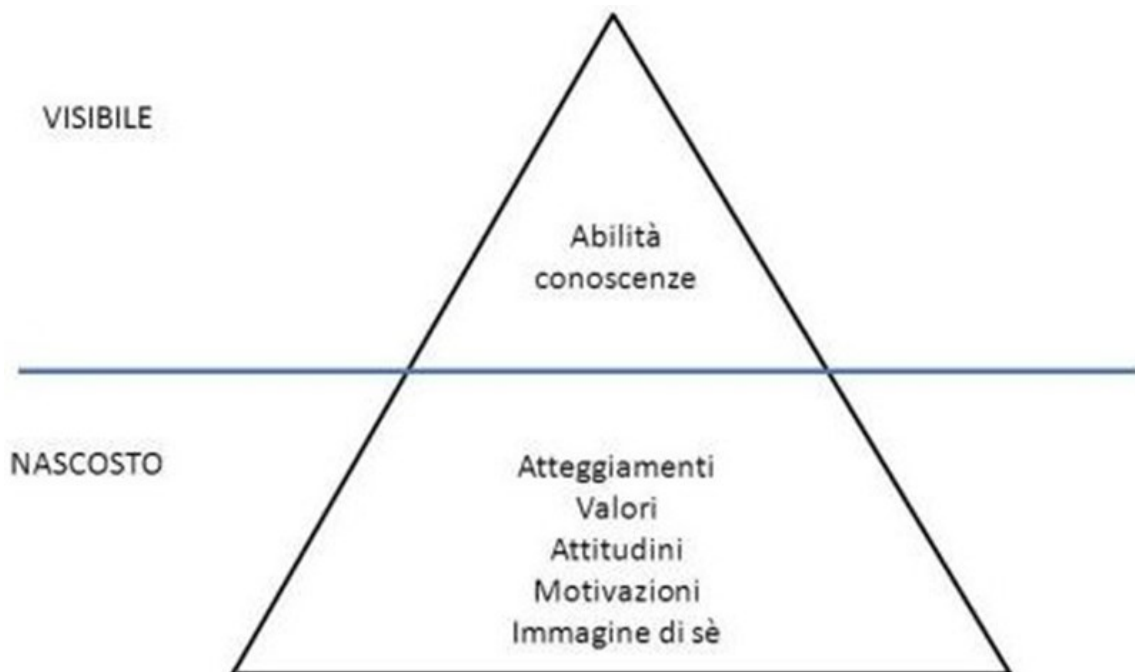 VISIBILE
Abilità
conoscenze
NASCOSTO
Atteggiamenti
Valori
Attitudini
Motivazioni
Immagine di sè